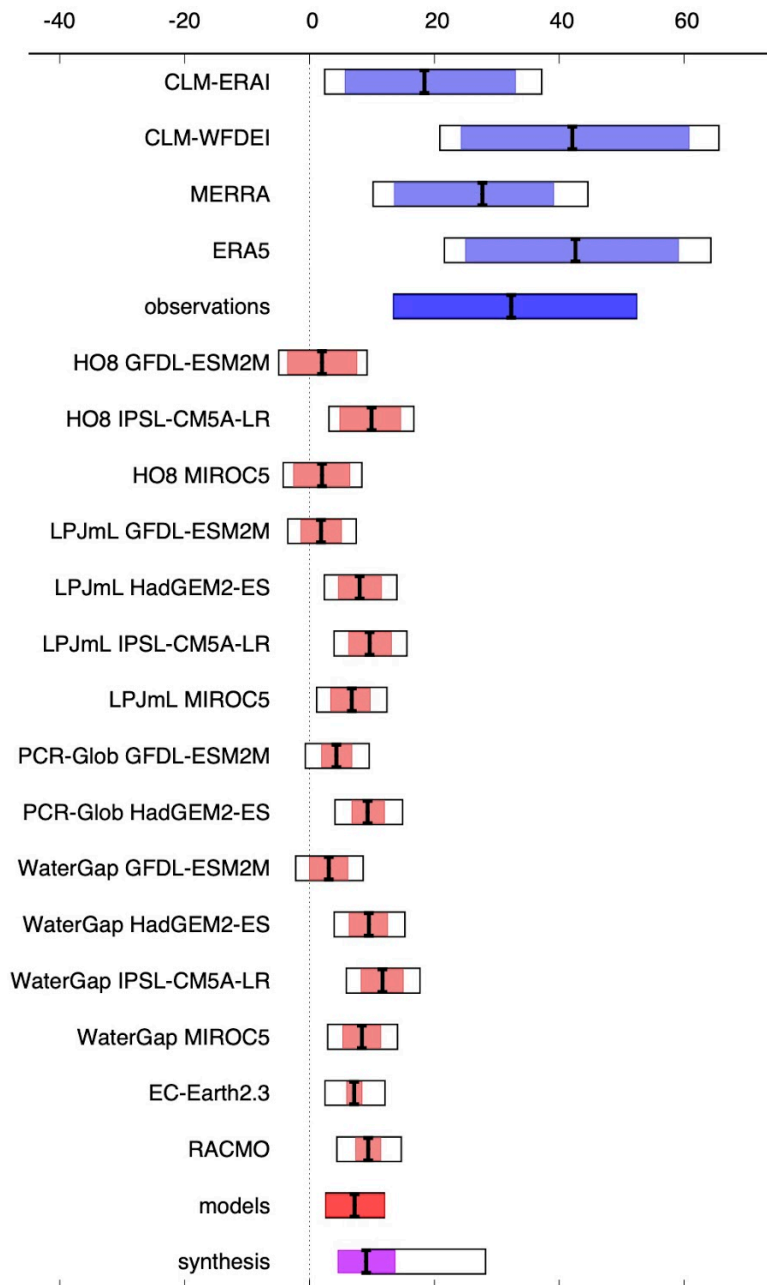 -40 -20 0 20 40 60
CLM-ERAI
CLM-WFDEI
MERRA
ERA5
observations
HO8 GFDL-ESM2M
HO8 IPSL-CM5A-LR
HO8 MIROC5
LPJmL GFDL-ESM2M
LPJmL HadGEM2-ES
LPJmL IPSL-CM5A-LR
LPJmL MIROC5
PCR-Glob GFDL-ESM2M
PCR-Glob HadGEM2-ES
WaterGap GFDL-ESM2M
WaterGap HadGEM2-ES
WaterGap IPSL-CM5A-LR
WaterGap MIROC5
EC-Earth2.3
RACMO
models
synthesis